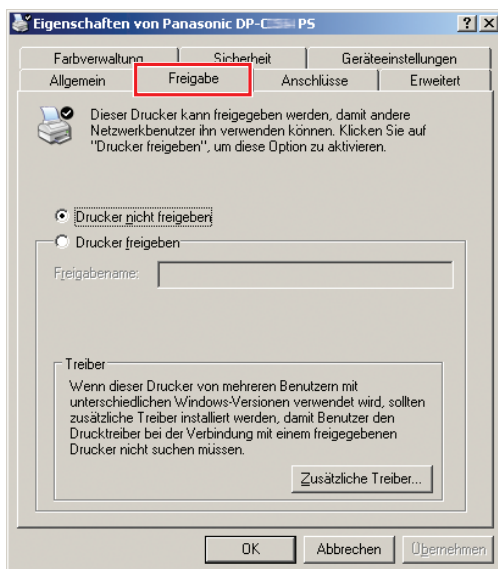 Eigenschaften von Panasonic DP- PS
Farbverwaltung Sicherheit Geräteeinstellungen
Allgemein Freigabe Anschlüsse Erweitert
Dieser Drucker kann freigegeben werden, damit andere
Netzwerkbenutzer ihn verwenden können. Klicken Sie auf
"Drucker freigeben", um diese Option zu aktivieren.
Drucker nicht freigeben
Drucker freigeben
Freigabename:
Treiber
Wenn dieser Drucker von mehreren Benutzern mit
unterschiedlichen Windows-Versionen verwendet wird, sollten
zusätzliche Treiber installiert werden, damit Benutzer den
Drucktreiber bei der Verbindung mit einem freigegebenen
Drucker nicht suchen müssen.
Zusätzliche Treiber...
OK Abbrechen Übernehmen